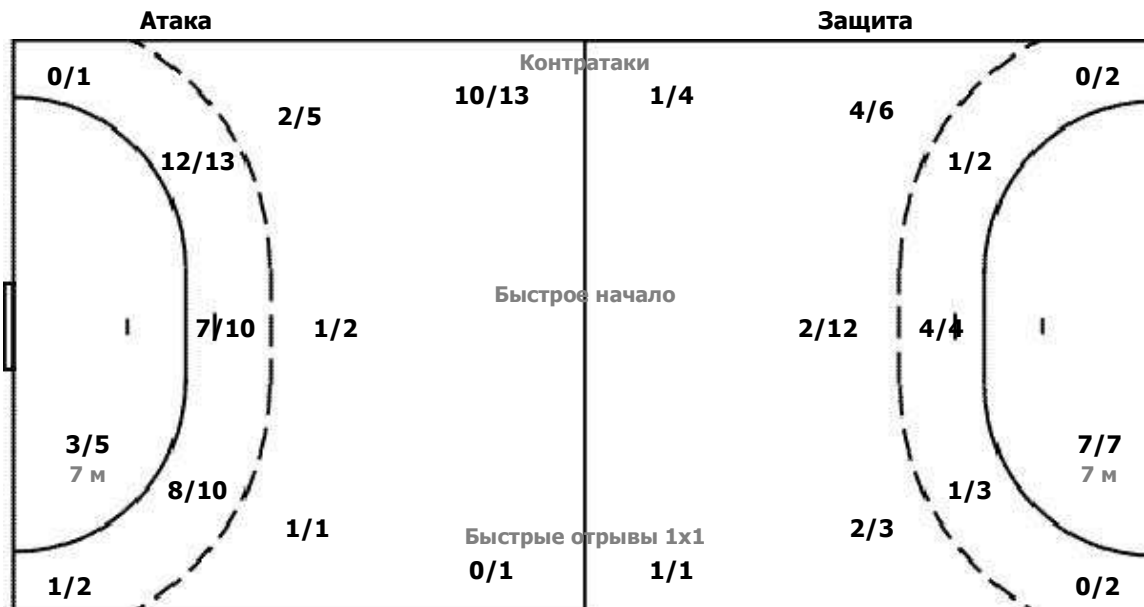 Атака Защита
Контратаки
0/1 0/2
10/13 1/4
2/5 4/6
12/13 1/2
Быстрое начало
7/10 1/2 2/12 4/4
3/5 7/7
7 м 7 м
8/10 1/3
1/1 2/3
Быстрые отрывы 1x1
0/1 1/1
1/2 0/2